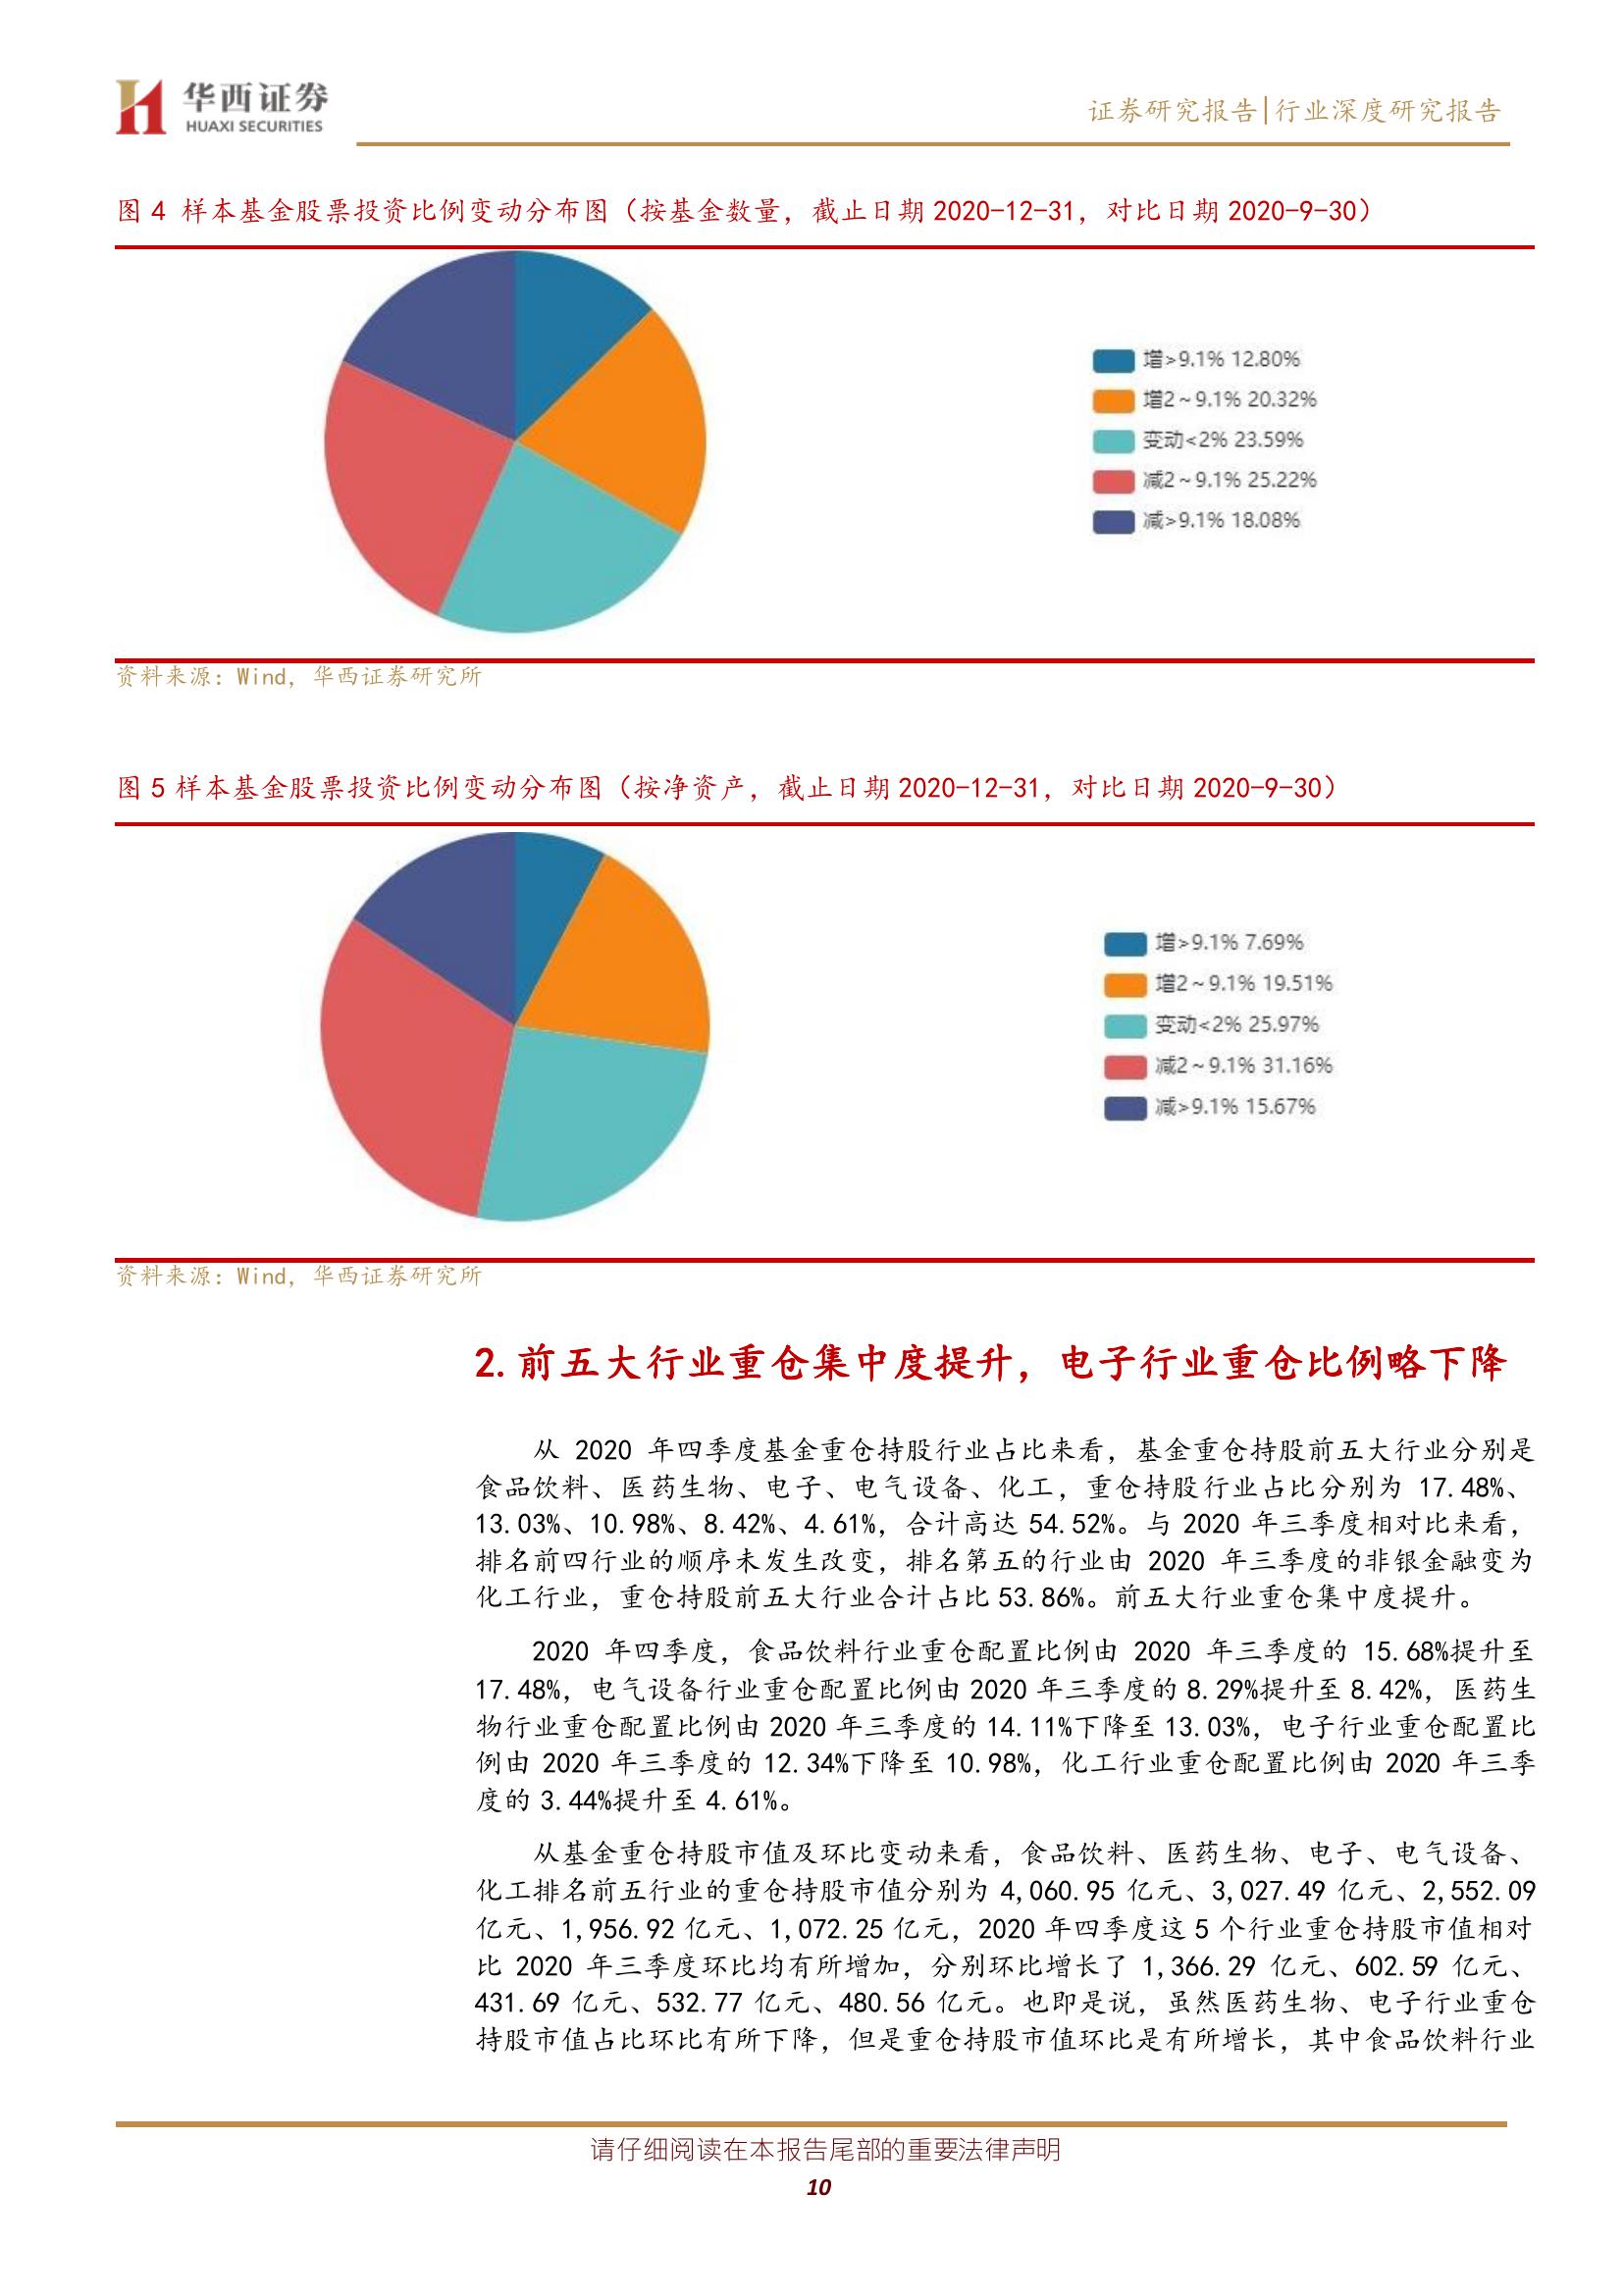 华西证券
HUAXI SECURITIES
证券研究报告|行业深度研究报告
图 4 样本基金股票投资比例变动分布图（按基金数量，截止日期 2020-12-31，对比日期 2020-9-30）
增>9.1% 12.80%
增2~9.1% 20.32%
变动<2% 23.59%
减2~9.1% 25.22%
减>9.1% 18.08%
资料来源：Wind，华西证券研究所
图 5 样本基金股票投资比例变动分布图（按净资产，截止日期 2020-12-31，对比日期 2020-9-30）
增>9.1% 7.69%
增2~9.1% 19.51%
变动<2% 25.97%
减2~9.1% 31.16%
减>9.1% 15.67%
资料来源：Wind，华西证券研究所
2. 前五大行业重仓集中度提升，电子行业重仓比例略下降
从 2020 年四季度基金重仓持股行业占比来看，基金重仓持股前五大行业分别是
食品饮料、医药生物、电子、电气设备、化工，重仓持股行业占比分别为 17.48%、
13.03%、10.98%、8.42%、4.61%，合计高达 54.52%。与 2020 年三季度相对比来看，
排名前四行业的顺序未发生改变，排名第五的行业由 2020 年三季度的非银金融变为
化工行业，重仓持股前五大行业合计占比 53.86%。前五大行业重仓集中度提升。
2020 年四季度，食品饮料行业重仓配置比例由 2020 年三季度的 15.68%提升至
17.48%，电气设备行业重仓配置比例由 2020 年三季度的 8.29%提升至 8.42%，医药生
物行业重仓配置比例由 2020 年三季度的 14.11%下降至 13.03%，电子行业重仓配置比
例由 2020 年三季度的 12.34%下降至 10.98%，化工行业重仓配置比例由 2020 年三季
度的 3.44%提升至 4.61%。
从基金重仓持股市值及环比变动来看，食品饮料、医药生物、电子、电气设备、
化工排名前五行业的重仓持股市值分别为 4,060.95 亿元、3,027.49 亿元、2,552.09
亿元、1,956.92 亿元、1,072.25 亿元，2020 年四季度这 5 个行业重仓持股市值相对
比 2020 年三季度环比均有所增加，分别环比增长了 1,366.29 亿元、602.59 亿元、
431.69 亿元、532.77 亿元、480.56 亿元。也即是说，虽然医药生物、电子行业重仓
持股市值占比环比有所下降，但是重仓持股市值环比是有所增长，其中食品饮料行业
请仔细阅读在本报告尾部的重要法律声明
10